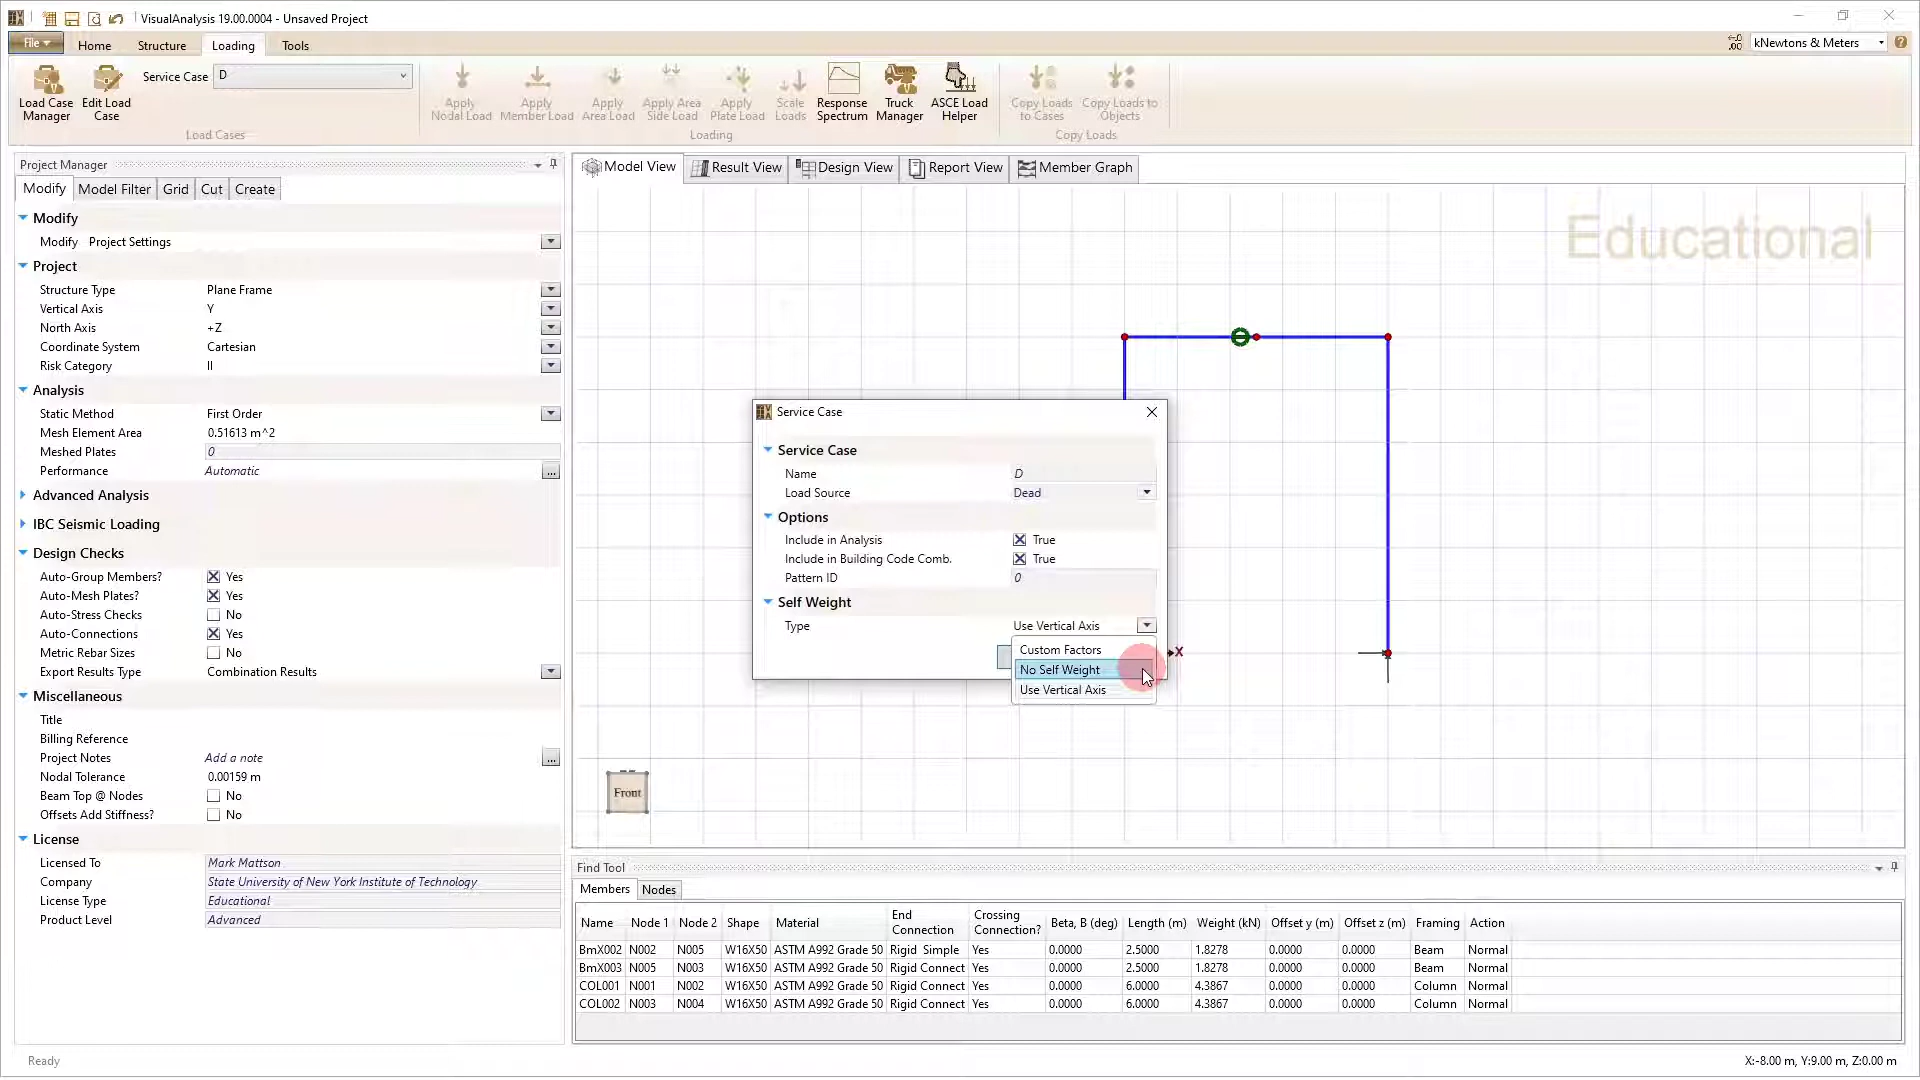 VisualAnalysis 19.00.0004 - Unsaved Project
File Home Structure Loading Tools
kNewtons & Meters
Load Case Manager
Edit Load Case
Service Case D
Load Cases
Apply Nodal Load
Apply Member Load
Apply Area Load
Apply Area Side Load
Apply Plate Load
Scale Loads
Response Spectrum
Truck Manager
ASCE Load Helper
Loading
Copy Loads to Cases
Copy Loads to Objects
Copy Loads
Project Manager
Modify Model Filter Grid Cut Create
Modify
Modify Project Settings
Project
Structure Type Plane Frame
Vertical Axis Y
North Axis +Z
Coordinate System Cartesian
Risk Category II
Analysis
Static Method First Order
Mesh Element Area 0.51613 m^2
Meshed Plates 0
Performance Automatic ...
Advanced Analysis
IBC Seismic Loading
Design Checks
Auto-Group Members? Yes
Auto-Mesh Plates? Yes
Auto-Stress Checks No
Auto-Connections Yes
Metric Rebar Sizes No
Export Results Type Combination Results
Miscellaneous
Title
Billing Reference
Project Notes Add a note ...
Nodal Tolerance 0.00159 m
Beam Top @ Nodes No
Offsets Add Stiffness? No
License
Licensed To Mark Mattson
Company State University of New York Institute of Technology
License Type Educational
Product Level Advanced
Model View Result View Design View Report View Member Graph
Educational
Service Case
Service Case
Name D
Load Source Dead
Options
Include in Analysis True
Include in Building Code Comb. True
Pattern ID 0
Self Weight
Type Use Vertical Axis
Custom Factors
No Self Weight
Use Vertical Axis
X
Front
Find Tool
Members Nodes
Name Node 1 Node 2 Shape Material End Connection Crossing Connection? Beta, B (deg) Length (m) Weight (kN) Offset y (m) Offset z (m) Framing Action
BmX002 N002 N005 W16X50 ASTM A992 Grade 50 Rigid Simple Yes 0.0000 2.5000 1.8278 0.0000 0.0000 Beam Normal
BmX003 N005 N003 W16X50 ASTM A992 Grade 50 Rigid Connect Yes 0.0000 2.5000 1.8278 0.0000 0.0000 Beam Normal
COL001 N001 N002 W16X50 ASTM A992 Grade 50 Rigid Connect Yes 0.0000 6.0000 4.3867 0.0000 0.0000 Column Normal
COL002 N003 N004 W16X50 ASTM A992 Grade 50 Rigid Connect Yes 0.0000 6.0000 4.3867 0.0000 0.0000 Column Normal
Ready
X:-8.00 m, Y:9.00 m, Z:0.00 m